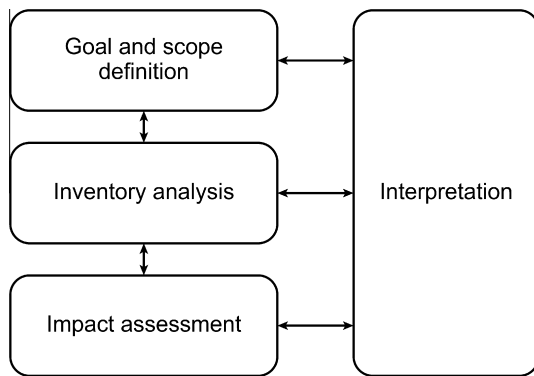 Goal and scope
definition
Inventory analysis
Interpretation
Impact assessment